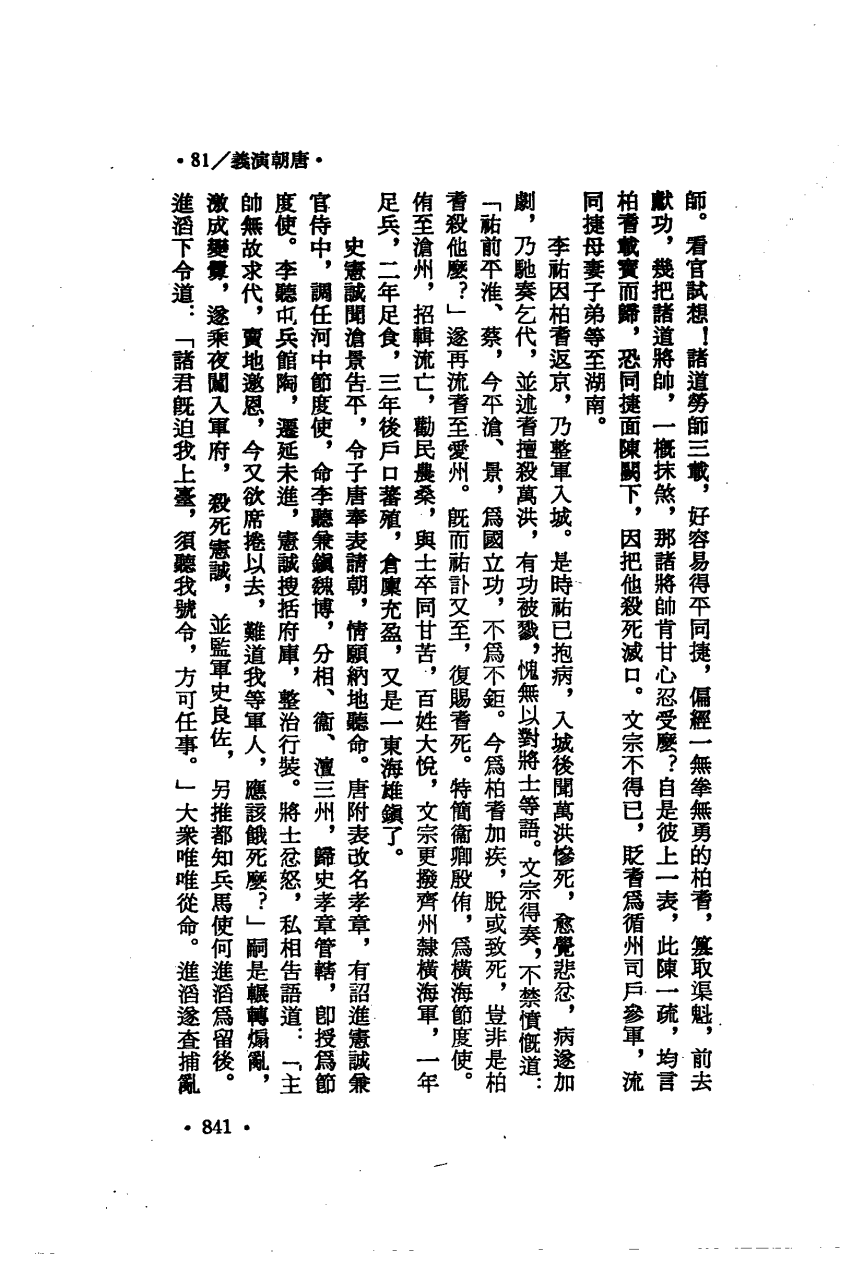 •81／義演朝唐•
師。看官試想！諸道勞師三載，好容易得平同捷，偏經一無拳無勇的柏耆，篡取渠魁，前去
獻功，幾把諸道將帥，一概抹煞，那諸將帥肯甘心忍受麼？自是彼上一表，此陳一疏，均言
柏耆載寶而歸，恐同捷面陳闕下，因把他殺死滅口。文宗不得已，貶耆爲循州司戶參軍，流
同捷母妻子弟等至湖南。
李祐因柏耆返京，乃整軍入城。是時祐已抱病，入城後聞萬洪慘死，愈覺悲忿，病遂加
劇，乃馳奏乞代，並述耆擅殺萬洪，有功被戮，愧無以對將士等語。文宗得奏，不禁憤慨道：
「祐前平淮、蔡，今平滄、景，爲國立功，不爲不鉅。今爲柏耆加疾，脫或致死，豈非是柏
耆殺他麼？」遂再流耆至愛州。旣而祐訃又至，復賜耆死。特簡衞卿殷侑，爲橫海節度使。
侑至滄州，招輯流亡，勸民農桑，與士卒同甘苦，百姓大悅，文宗更撥齊州隸橫海軍，一年
足兵，二年足食，三年後戶口蕃殖，倉廩充盈，又是一東海雄鎭了。
史憲誠聞滄景告平，令子唐奉表請朝，情願納地聽命。唐附表改名孝章，有詔進憲誠兼
官侍中，調任河中節度使，命李聽兼鎭魏博，分相、衞、澶三州，歸史孝章管轄，卽授爲節
度使。李聽屯兵館陶，遷延未進，憲誠搜括府庫，整治行裝。將士忿怒，私相告語道：「主
帥無故求代，賣地邀恩，今又欲席捲以去，難道我等軍人，應該餓死麼？」嗣是輾轉煽亂，
激成變釁，遂乘夜闖入軍府，殺死憲誠，並監軍史良佐，另推都知兵馬使何進滔爲留後。
進滔下令道：「諸君旣迫我上臺，須聽我號令，方可任事。」大衆唯唯從命。進滔遂查捕亂
•841•